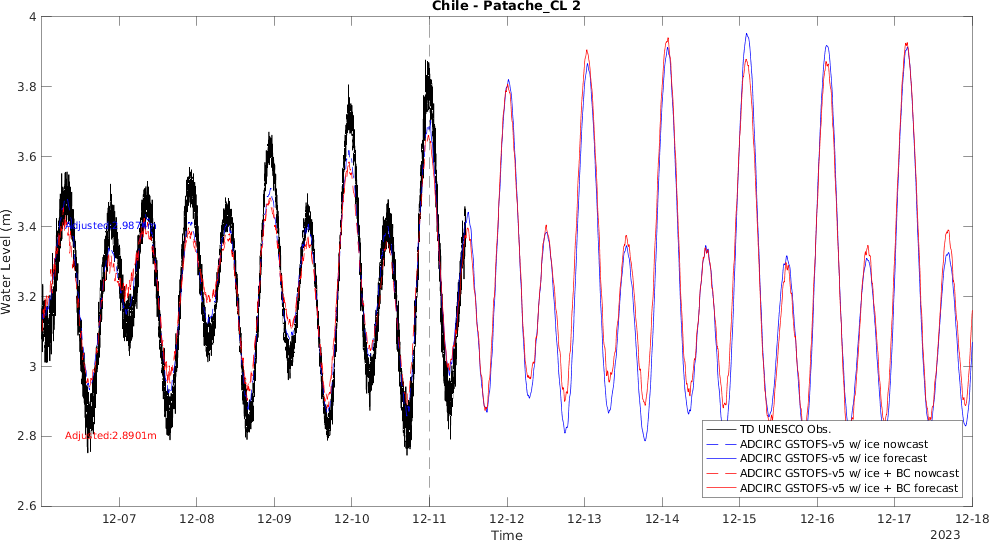 Chile - Patache_CL 2
4
3.8
3.6
3.4
3.2
3
2.8
2.6
Water Level (m)
Adjusted:2.8901m
TD UNESCO Obs.
ADCIRC GSTOFS-v5 w/ ice nowcast
ADCIRC GSTOFS-v5 w/ ice forecast
ADCIRC GSTOFS-v5 w/ ice + BC nowcast
ADCIRC GSTOFS-v5 w/ ice + BC forecast
12-07 12-08 12-09 12-10 12-11 12-12 12-13 12-14 12-15 12-16 12-17 12-18
Time
2023